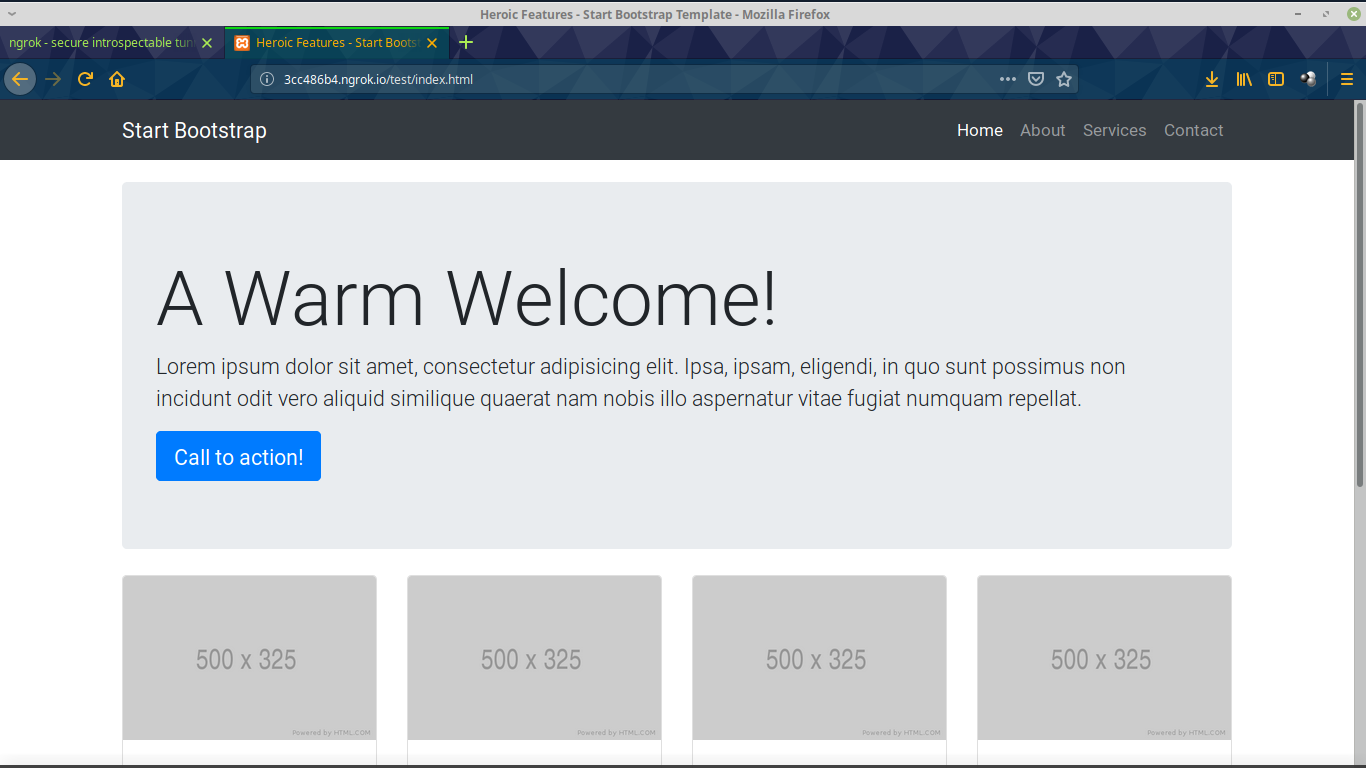 Heroic Features - Start Bootstrap Template - Mozilla Firefox
ngrok - secure introspectable tun
Heroic Features - Start Boots
3cc486b4.ngrok.io/test/index.html
Start Bootstrap
Home About Services Contact
A Warm Welcome!
Lorem ipsum dolor sit amet, consectetur adipisicing elit. Ipsa, ipsam, eligendi, in quo sunt possimus non
incidunt odit vero aliquid similique quaerat nam nobis illo aspernatur vitae fugiat numquam repellat.
Call to action!
500 x 325
Powered by HTML.COM
500 x 325
Powered by HTML.COM
500 x 325
Powered by HTML.COM
500 x 325
Powered by HTML.COM